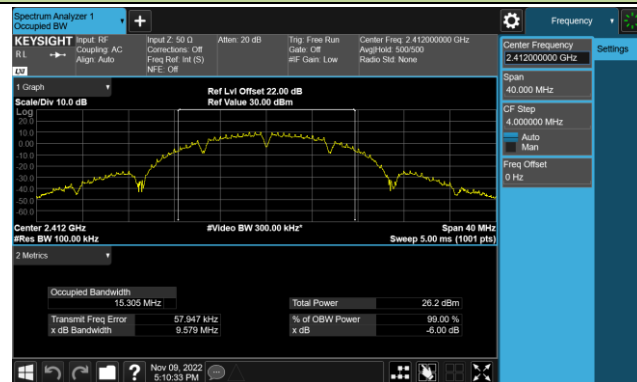 Spectrum Analyzer 1
Occupied BW
Frequency
KEYSIGHT
RL
LXI
Input: RF
Coupling: AC
Align: Auto
Input Z: 50 Ω
Corrections: Off
Freq Ref: Int (S)
NFE: Off
Atten: 20 dB
Trig: Free Run
Gate: Off
#IF Gain: Low
Center Freq: 2.412000000 GHz
Avg|Hold: 500/500
Radio Std: None
Center Frequency
2.412000000 GHz
Settings
Span
40.000 MHz
CF Step
4.000000 MHz
Auto
Man
Freq Offset
0 Hz
1 Graph
Scale/Div 10.0 dB
Ref Lvl Offset 22.00 dB
Ref Value 30.00 dBm
Log
20.0
10.0
0.00
-10.0
-20.0
-30.0
-40.0
-50.0
-60.0
Center 2.412 GHz
#Res BW 100.00 kHz
#Video BW 300.00 kHz*
Span 40 MHz
Sweep 5.00 ms (1001 pts)
2 Metrics
Occupied Bandwidth
15.305 MHz
Total Power 26.2 dBm
Transmit Freq Error 57.947 kHz
% of OBW Power 99.00 %
x dB Bandwidth 9.579 MHz
x dB -6.00 dB
?
Nov 09, 2022
5:10:33 PM